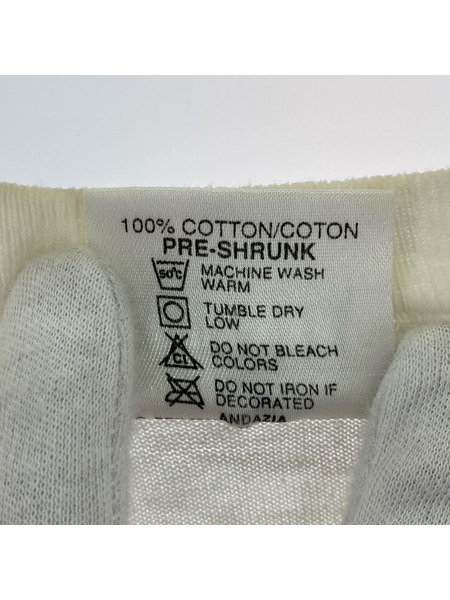 100% COTTON/COTON
PRE-SHRUNK
50°C MACHINE WASH
WARM
TUMBLE DRY
LOW
CL DO NOT BLEACH
COLORS
DO NOT IRON IF
DECORATED
ANDAZIA